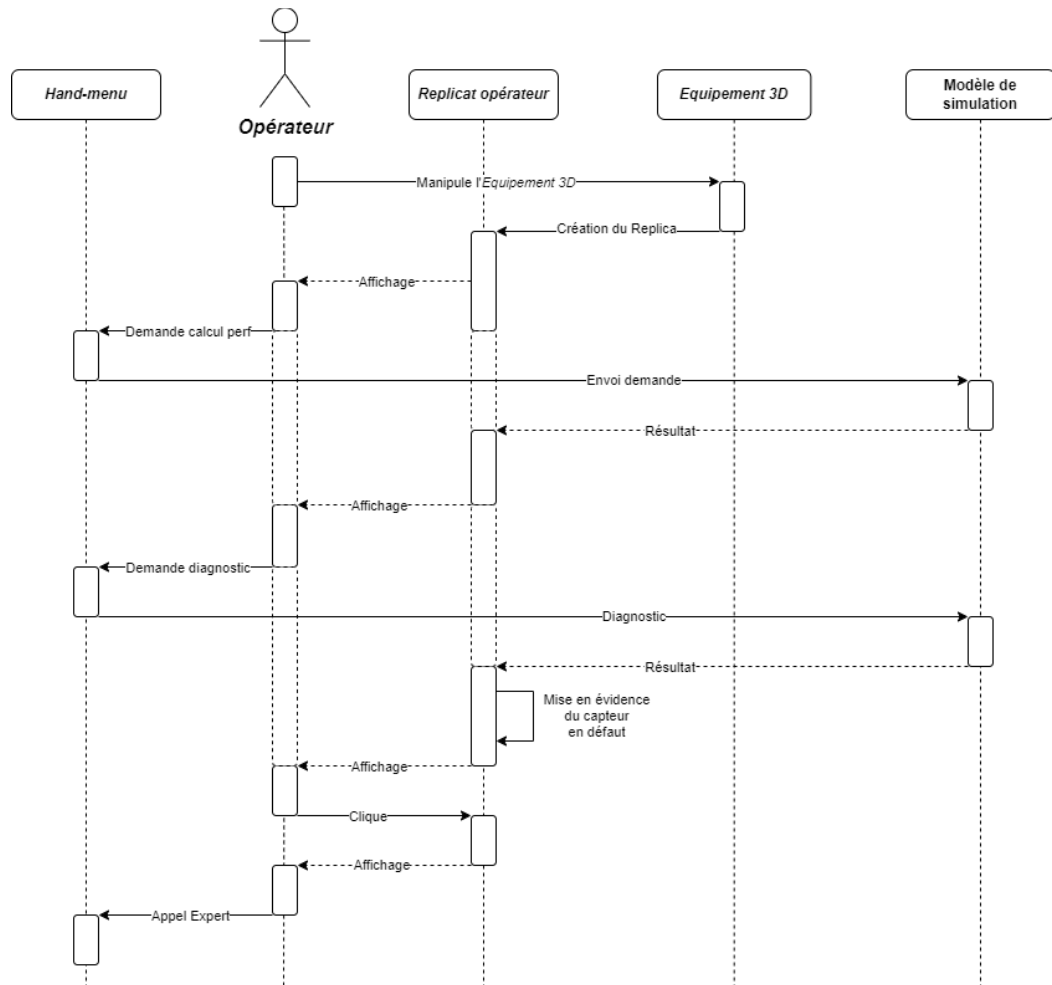 Hand-menu
Opérateur
Replicat opérateur
Equipement 3D
Modèle de
simulation
Manipule l'Equipement 3D
Création du Replica
Affichage
Demande calcul perf
Envoi demande
Résultat
Affichage
Demande diagnostic
Diagnostic
Résultat
Mise en évidence
du capteur
en défaut
Affichage
Clique
Affichage
Appel Expert